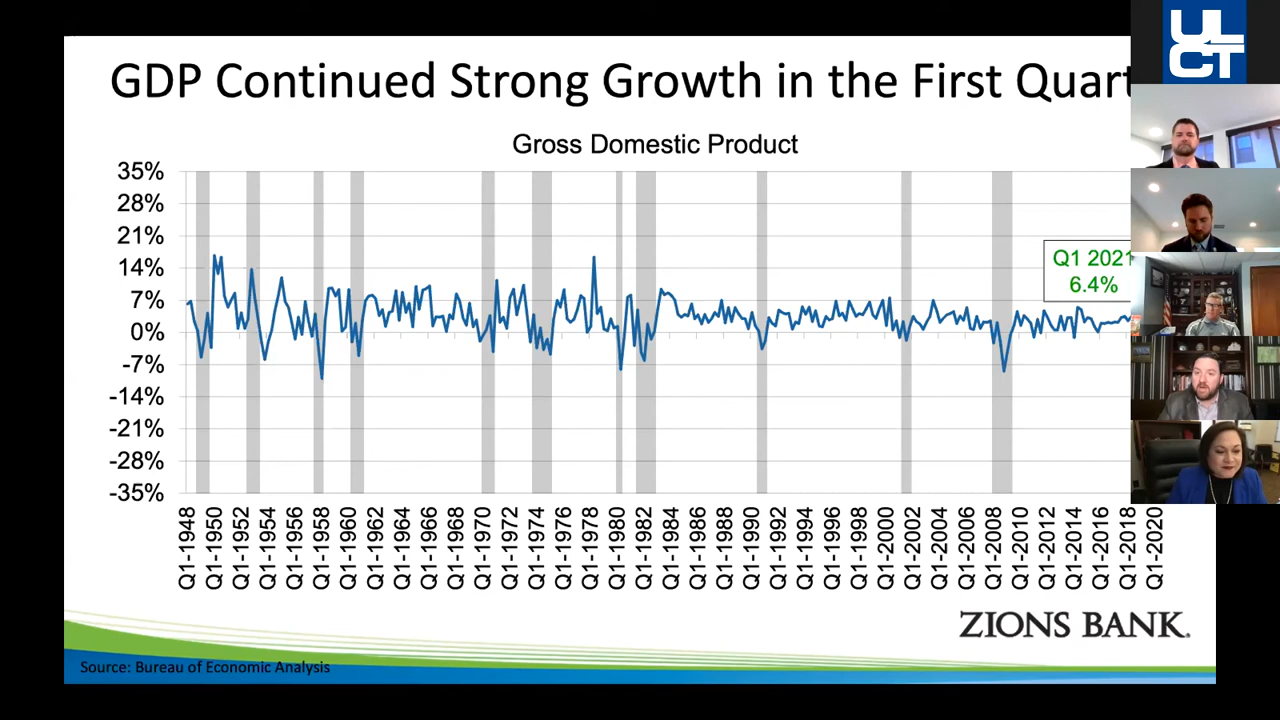 GDP Continued Strong Growth in the First Quart
Gross Domestic Product
35%
28%
21%
14%
7%
0%
-7%
-14%
-21%
-28%
-35%
Q1 2021
6.4%
Q1-1948
Q1-1950
Q1-1952
Q1-1954
Q1-1956
Q1-1958
Q1-1960
Q1-1962
Q1-1964
Q1-1966
Q1-1968
Q1-1970
Q1-1972
Q1-1974
Q1-1976
Q1-1978
Q1-1980
Q1-1982
Q1-1984
Q1-1986
Q1-1988
Q1-1990
Q1-1992
Q1-1994
Q1-1996
Q1-1998
Q1-2000
Q1-2002
Q1-2004
Q1-2006
Q1-2008
Q1-2010
Q1-2012
Q1-2014
Q1-2016
Q1-2018
Q1-2020
ZIONS BANK.
Source: Bureau of Economic Analysis
UL
CT